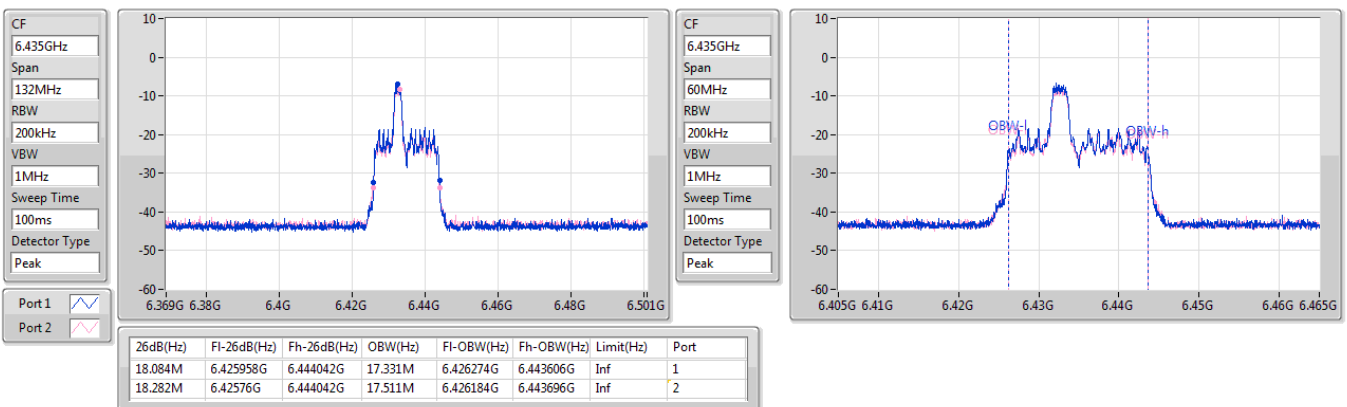 CF
6.435GHz
Span
132MHz
RBW
200kHz
VBW
1MHz
Sweep Time
100ms
Detector Type
Peak
Port 1
Port 2
10
0
-10
-20
-30
-40
-50
-60
6.369G 6.38G 6.4G 6.42G 6.44G 6.46G 6.48G 6.501G
CF
6.435GHz
Span
60MHz
RBW
200kHz
VBW
1MHz
Sweep Time
100ms
Detector Type
Peak
10
0
-10
-20
-30
-40
-50
-60
OBW-l OBW-h
6.405G 6.41G 6.42G 6.43G 6.44G 6.45G 6.46G 6.465G
26dB(Hz) Fl-26dB(Hz) Fh-26dB(Hz) OBW(Hz) Fl-OBW(Hz) Fh-OBW(Hz) Limit(Hz) Port
18.084M 6.425958G 6.444042G 17.331M 6.426274G 6.443606G Inf 1
18.282M 6.42576G 6.444042G 17.511M 6.426184G 6.443696G Inf 2